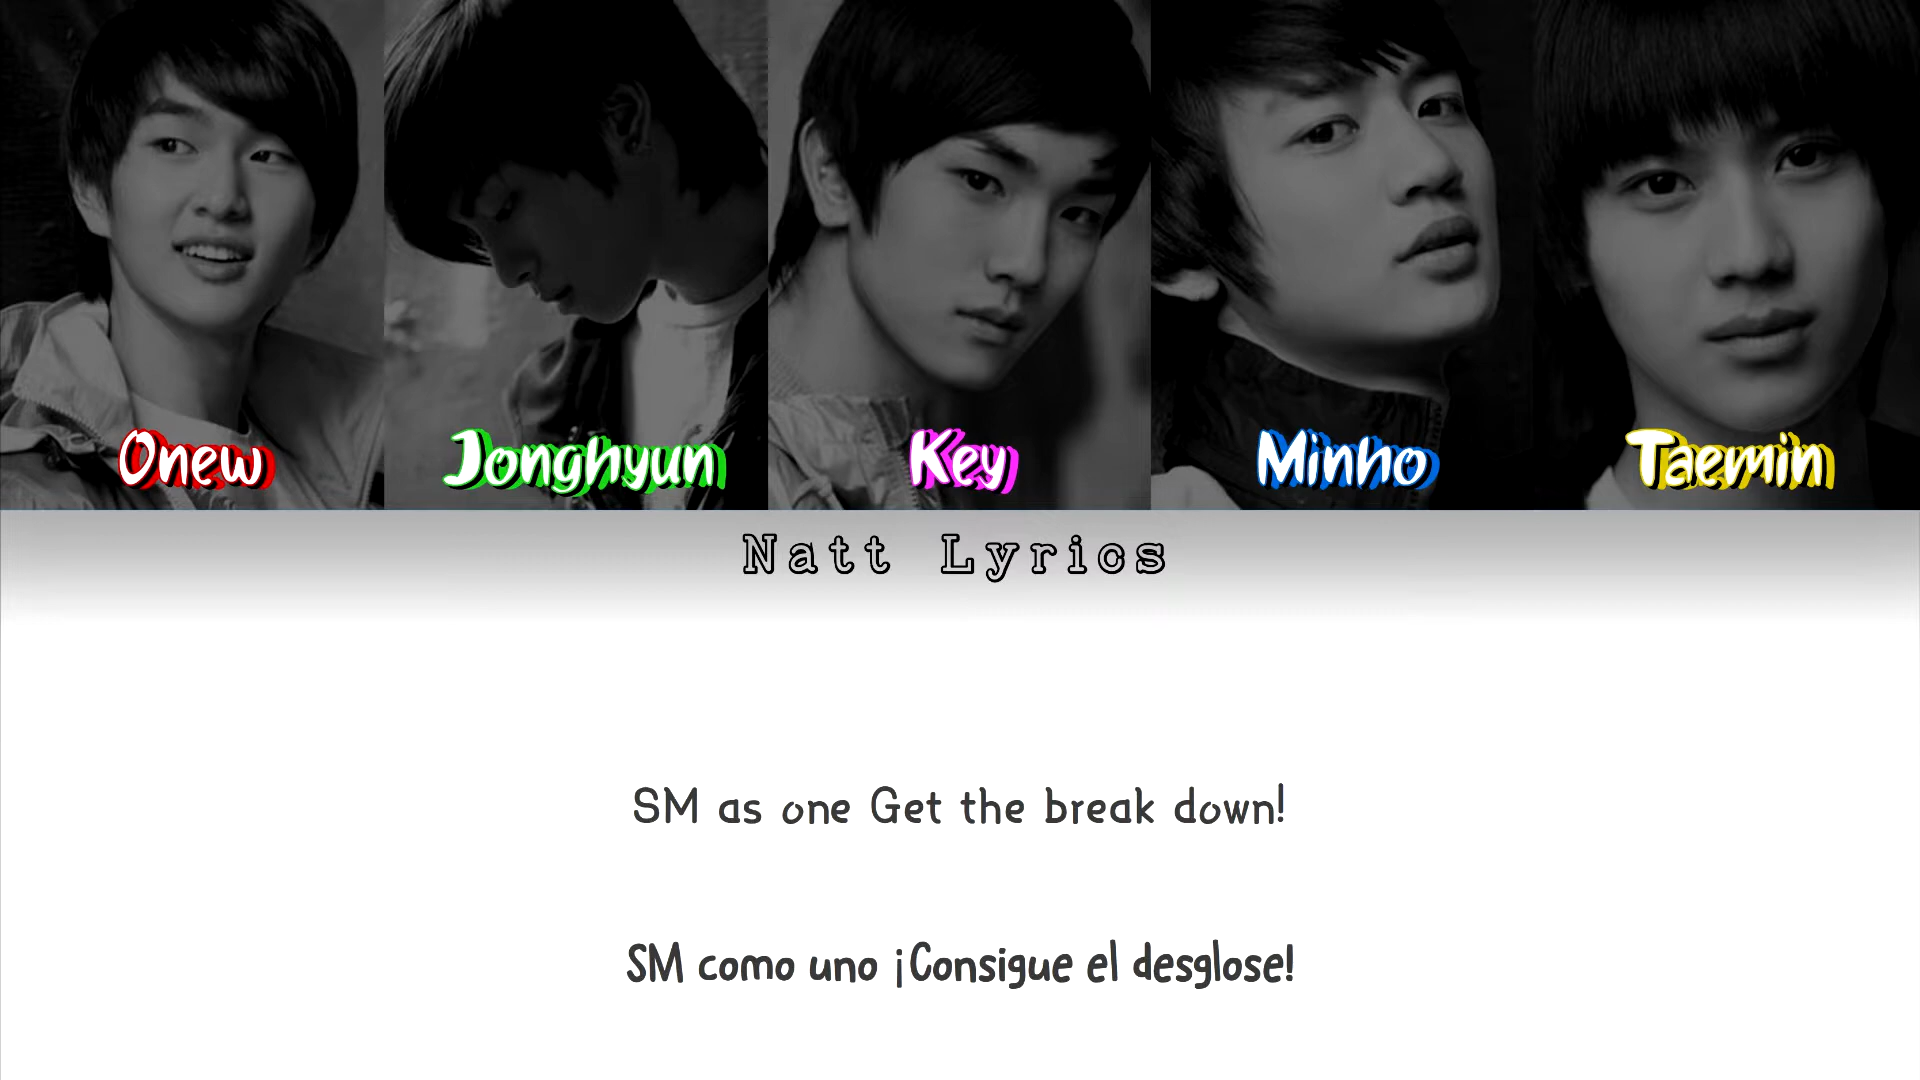 Onew Jonghyun Key Minho Taemin
Natt Lyrics
SM as one Get the break down!
SM como uno ¡Consigue el desglose!